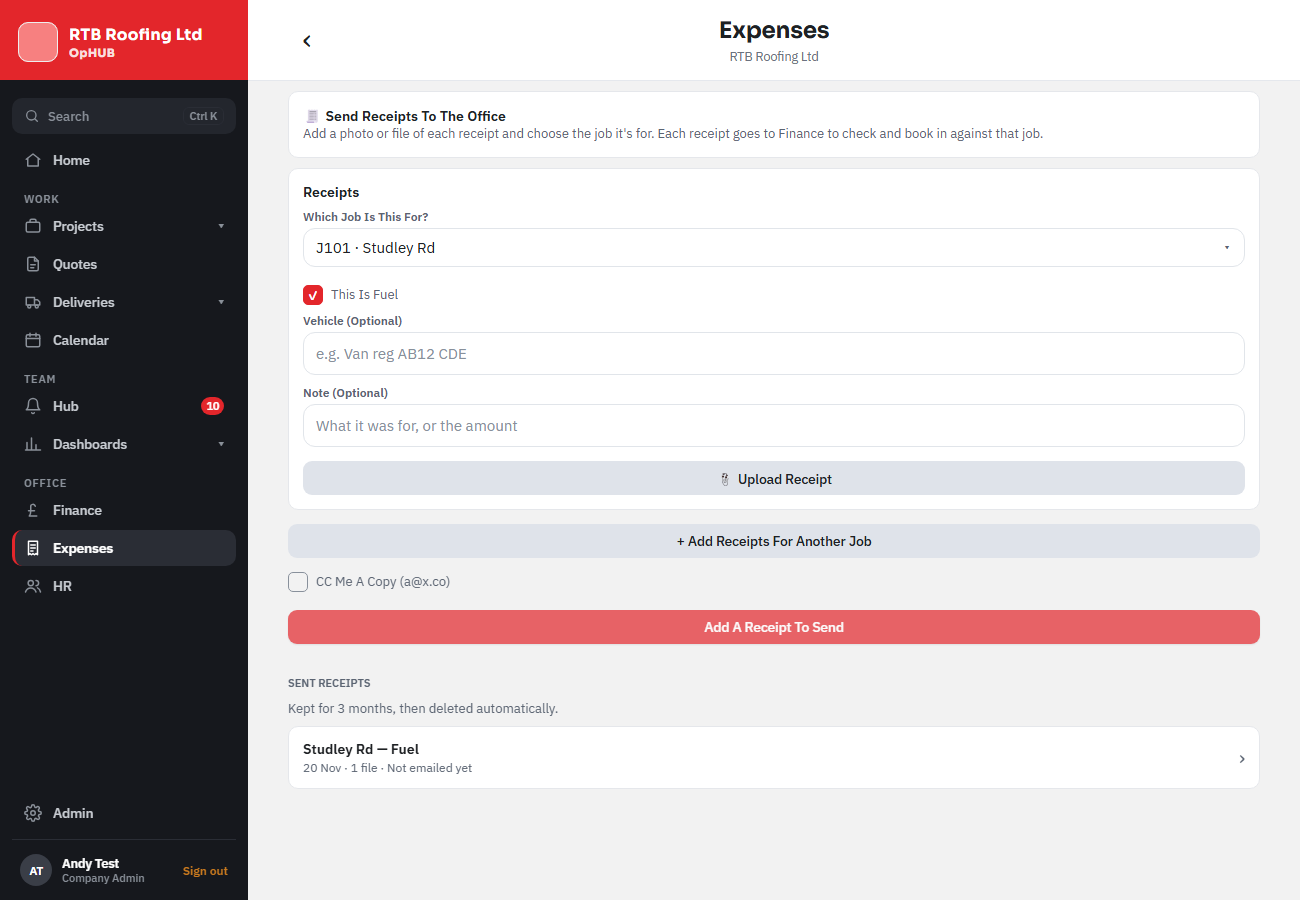 RTB Roofing Ltd
OpHUB
Search
Ctrl K
Home
WORK
Projects
Quotes
Deliveries
Calendar
TEAM
Hub
10
Dashboards
OFFICE
Finance
Expenses
HR
Admin
AT
Andy Test
Company Admin
Sign out
Expenses
RTB Roofing Ltd
Send Receipts To The Office
Add a photo or file of each receipt and choose the job it's for. Each receipt goes to Finance to check and book in against that job.
Receipts
Which Job Is This For?
J101 · Studley Rd
This Is Fuel
Vehicle (Optional)
e.g. Van reg AB12 CDE
Note (Optional)
What it was for, or the amount
Upload Receipt
+ Add Receipts For Another Job
CC Me A Copy (a@x.co)
Add A Receipt To Send
SENT RECEIPTS
Kept for 3 months, then deleted automatically.
Studley Rd — Fuel
20 Nov · 1 file · Not emailed yet